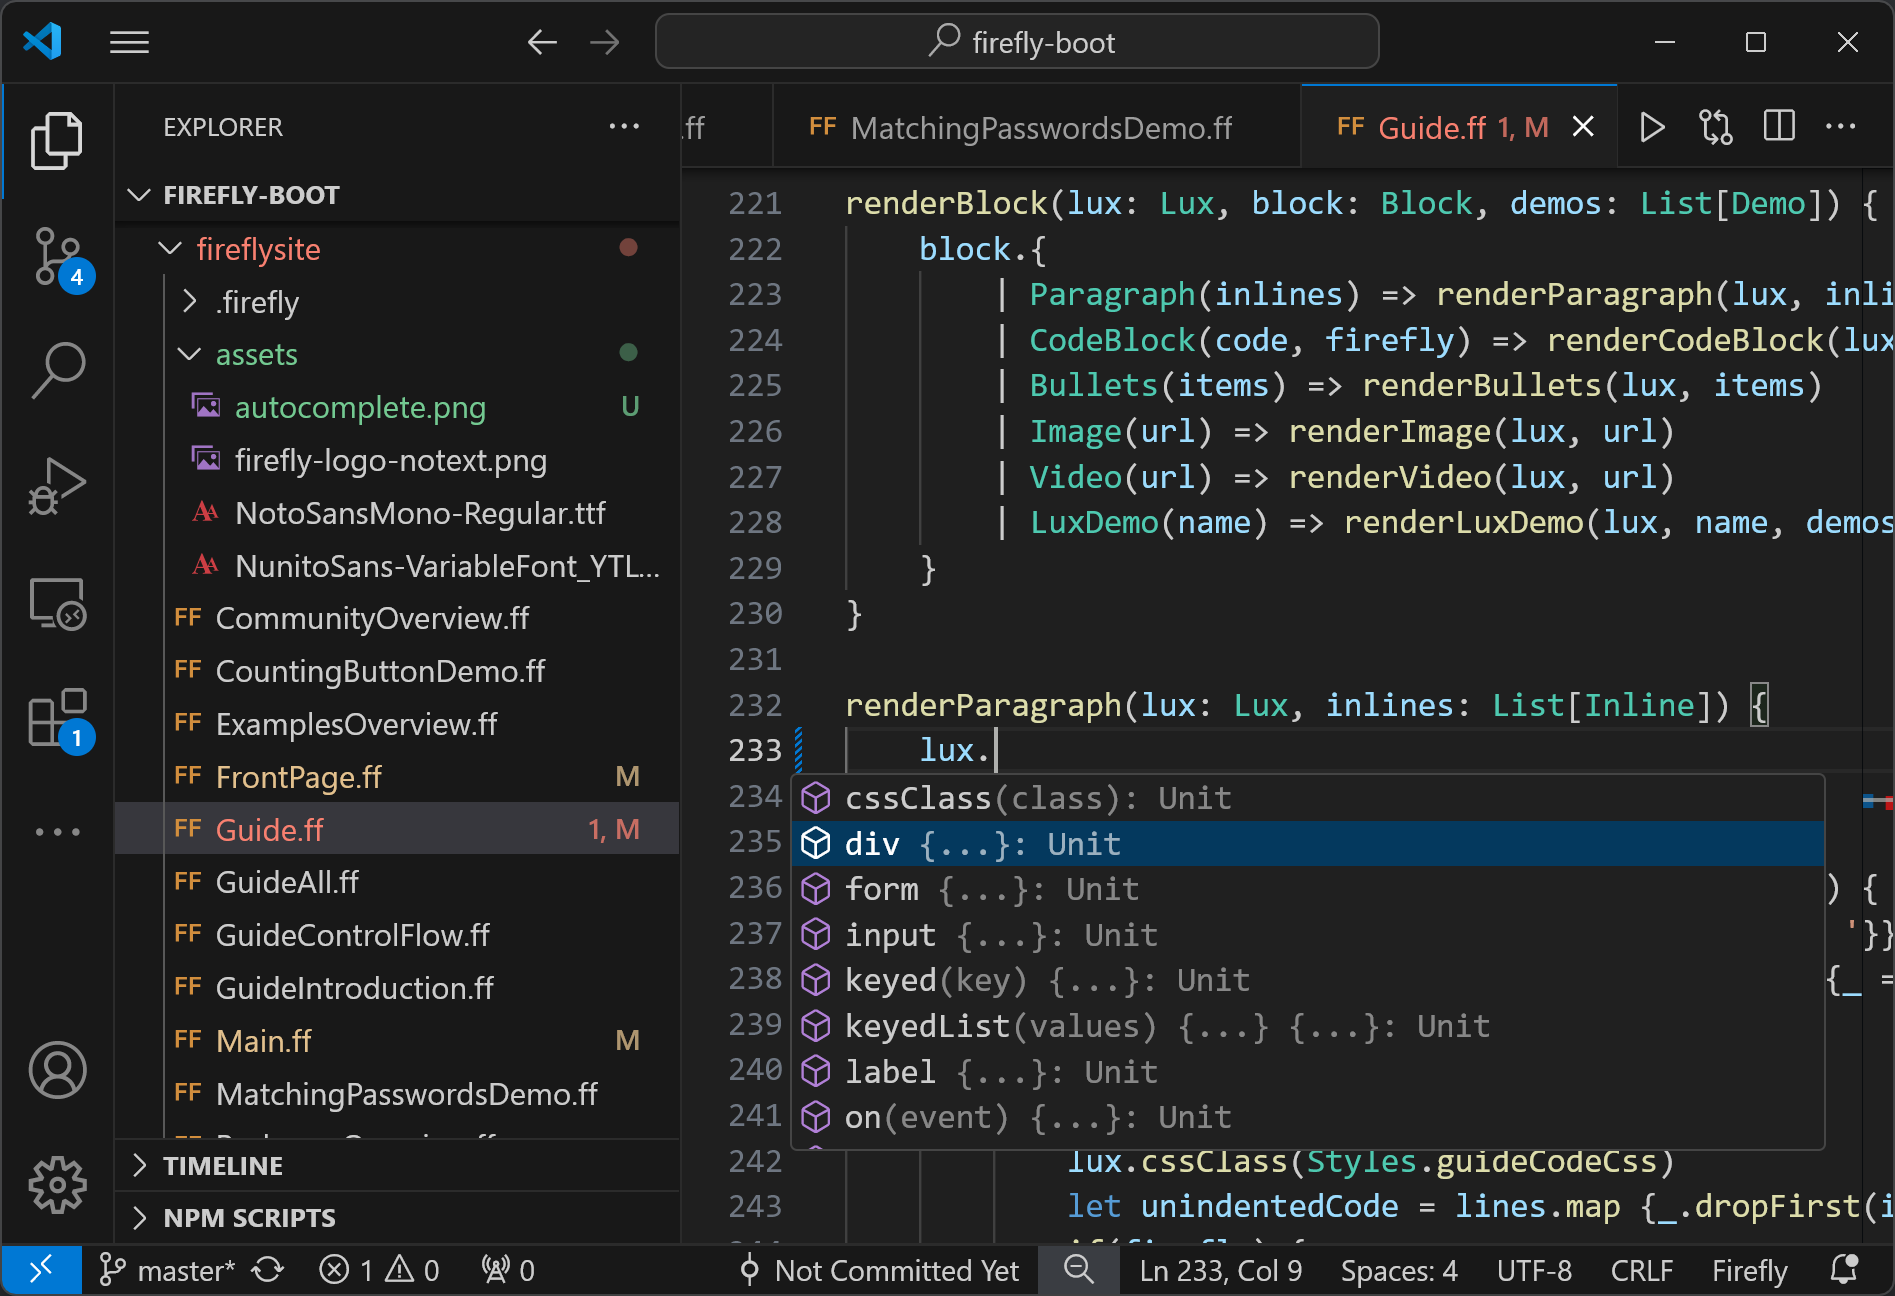 firefly-boot
EXPLORER
FIREFLY-BOOT
fireflysite
.firefly
assets
autocomplete.png U
firefly-logo-notext.png
NotoSansMono-Regular.ttf
NunitoSans-VariableFont_YTL...
FF CommunityOverview.ff
FF CountingButtonDemo.ff
FF ExamplesOverview.ff
FF FrontPage.ff M
FF Guide.ff 1, M
FF GuideAll.ff
FF GuideControlFlow.ff
FF GuideIntroduction.ff
FF Main.ff M
FF MatchingPasswordsDemo.ff
TIMELINE
NPM SCRIPTS
4
1
.ff
FF MatchingPasswordsDemo.ff
FF Guide.ff 1, M
221 renderBlock(lux: Lux, block: Block, demos: List[Demo]) {
222 block.{
223 | Paragraph(inlines) => renderParagraph(lux, inli
224 | CodeBlock(code, firefly) => renderCodeBlock(lux
225 | Bullets(items) => renderBullets(lux, items)
226 | Image(url) => renderImage(lux, url)
227 | Video(url) => renderVideo(lux, url)
228 | LuxDemo(name) => renderLuxDemo(lux, name, demos
229 }
230 }
231
232 renderParagraph(lux: Lux, inlines: List[Inline]) {
233 lux.
234 cssClass(class): Unit
235 div {...}: Unit
236 form {...}: Unit ) {
237 input {...}: Unit '}}
238 keyed(key) {...}: Unit {_ =
239 keyedList(values) {...} {...}: Unit
240 label {...}: Unit
241 on(event) {...}: Unit
242 lux.cssClass(Styles.guideCodeCss)
243 let unindentedCode = lines.map {_.dropFirst(i
master* 1 0 0 Not Committed Yet Ln 233, Col 9 Spaces: 4 UTF-8 CRLF Firefly